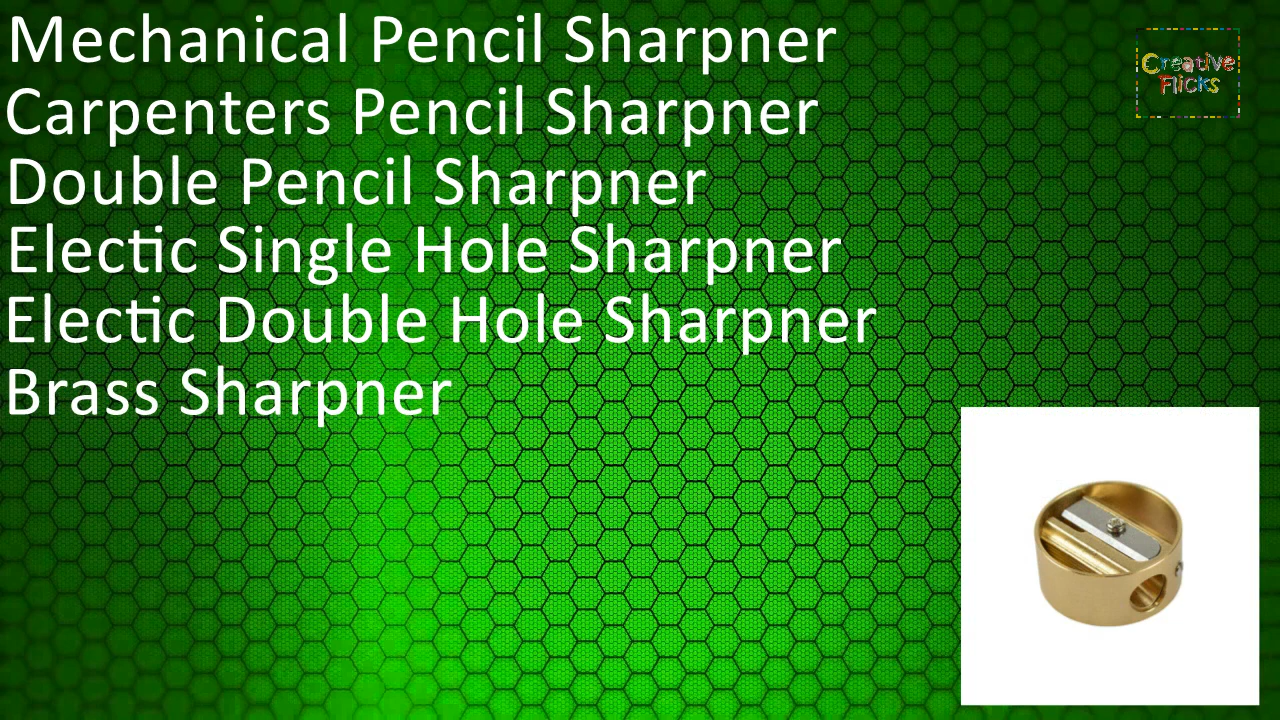 Mechanical Pencil Sharpner
Carpenters Pencil Sharpner
Double Pencil Sharpner
Electic Single Hole Sharpner
Electic Double Hole Sharpner
Brass Sharpner
Creative
Flicks